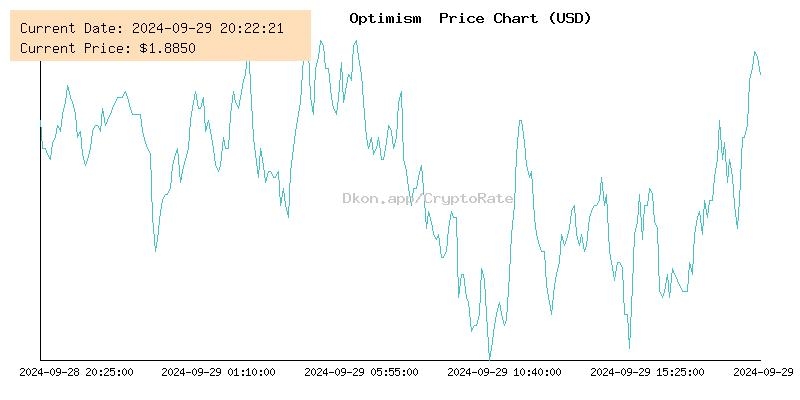 Optimism  Price Chart (USD)
Current Date: 2024-09-29 20:22:21
Current Price: $1.8850
Dkon.app/CryptoRate
2024-09-28 20:25:00 2024-09-29 01:10:00 2024-09-29 05:55:00 2024-09-29 10:40:00 2024-09-29 15:25:00 2024-09-29